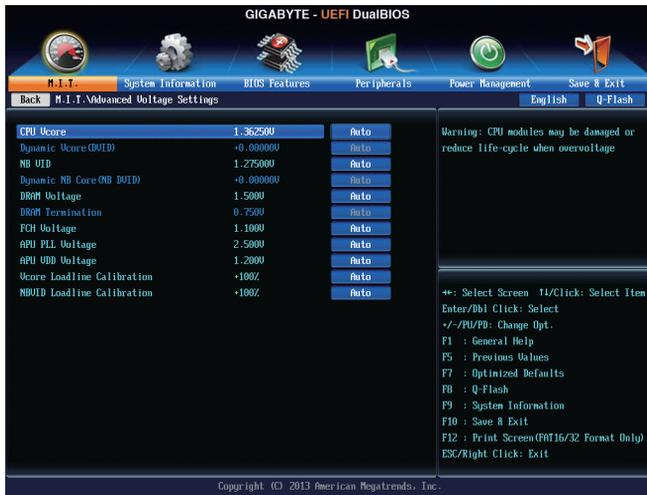 GIGABYTE - UEFI DualBIOS
M.I.T. System Information BIOS Features Peripherals Power Management Save & Exit
Back M.I.T.\Advanced Voltage Settings English Q-Flash
CPU Vcore 1.36250V Auto
Dynamic Vcore(DVID) +0.00000V Auto
NB VID 1.27500V Auto
Dynamic NB Core(NB DVID) +0.00000V Auto
DRAM Voltage 1.500V Auto
DRAM Termination 0.750V Auto
FCH Voltage 1.100V Auto
APU PLL Voltage 2.500V Auto
APU VDD Voltage 1.200V Auto
Vcore Loadline Calibration +100% Auto
NBVID Loadline Calibration +100% Auto
Warning: CPU modules may be damaged or
reduce life-cycle when overvoltage
→←: Select Screen ↑↓/Click: Select Item
Enter/Dbl Click: Select
+/-/PU/PD: Change Opt.
F1 : General Help
F5 : Previous Values
F7 : Optimized Defaults
F8 : Q-Flash
F9 : System Information
F10 : Save & Exit
F12 : Print Screen(FAT16/32 Format Only)
ESC/Right Click: Exit
Copyright (C) 2013 American Megatrends, Inc.